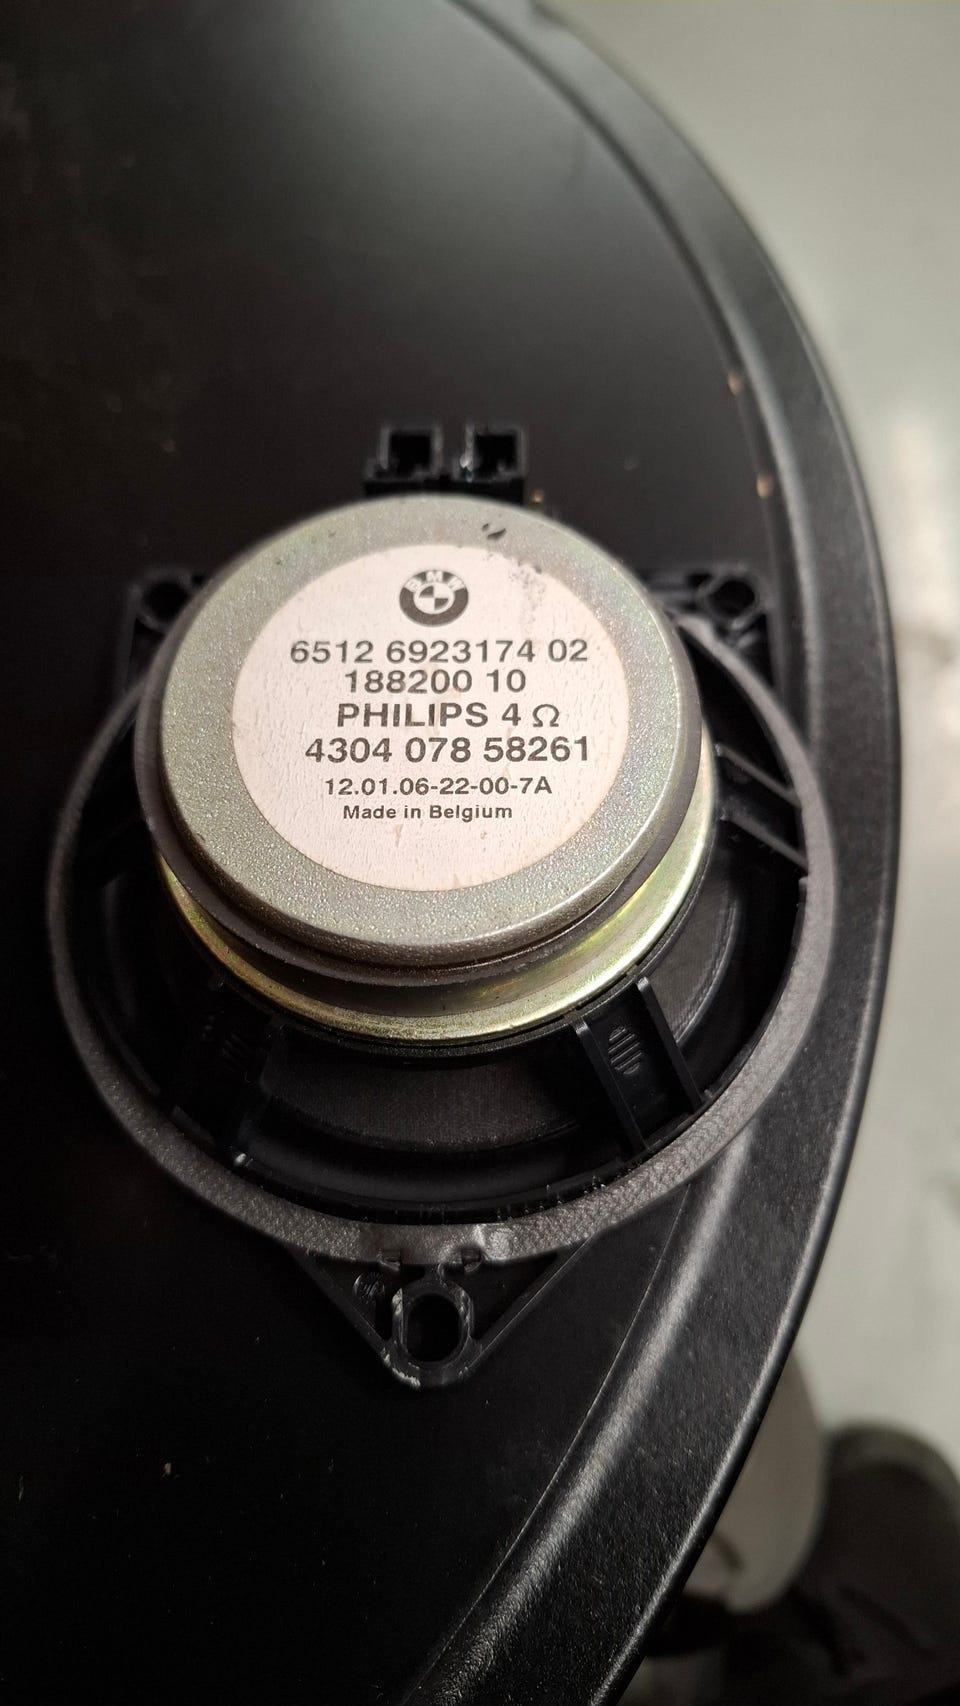 BMW
6512 6923174 02
188200 10
PHILIPS 4 Ω
4304 078 58261
12.01.06-22-00-7A
Made in Belgium